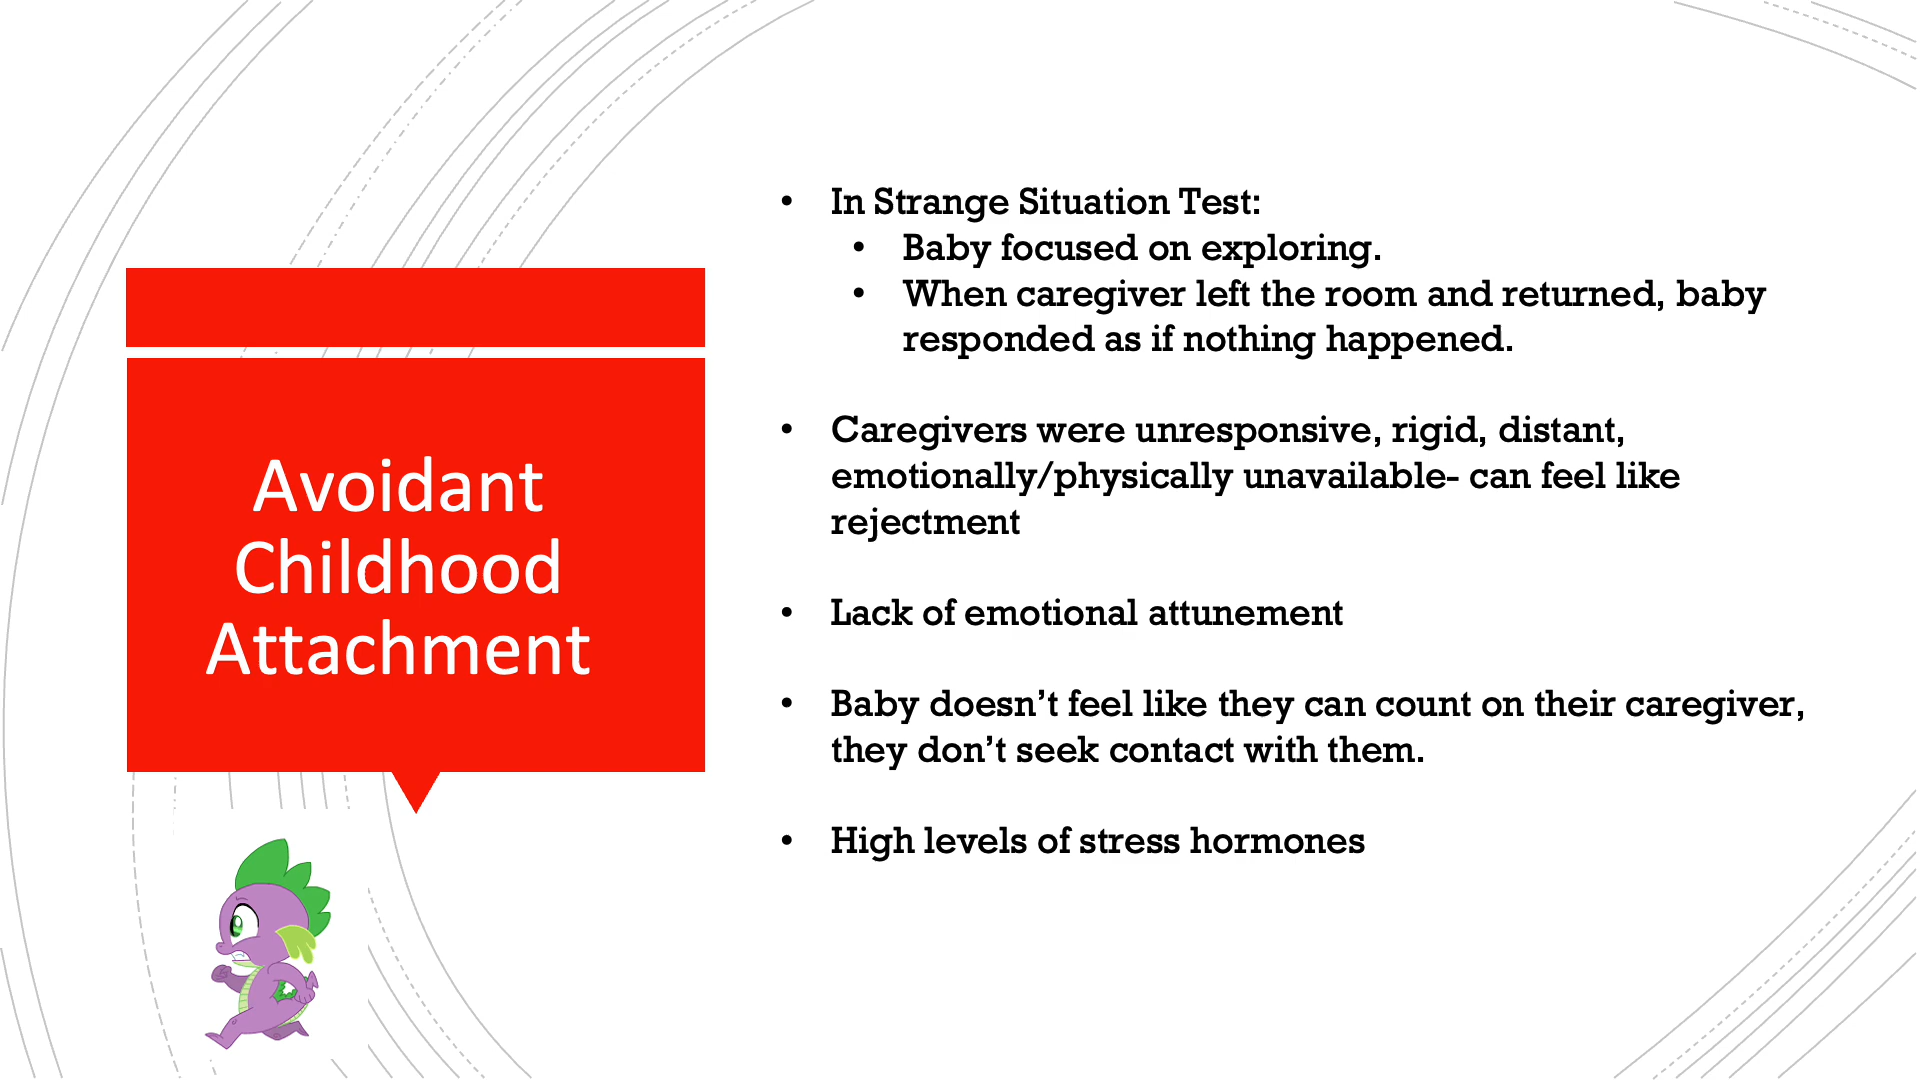 Avoidant
Childhood
Attachment
• In Strange Situation Test:
• Baby focused on exploring.
• When caregiver left the room and returned, baby
responded as if nothing happened.
• Caregivers were unresponsive, rigid, distant,
emotionally/physically unavailable- can feel like
rejectment
• Lack of emotional attunement
• Baby doesn’t feel like they can count on their caregiver,
they don’t seek contact with them.
• High levels of stress hormones